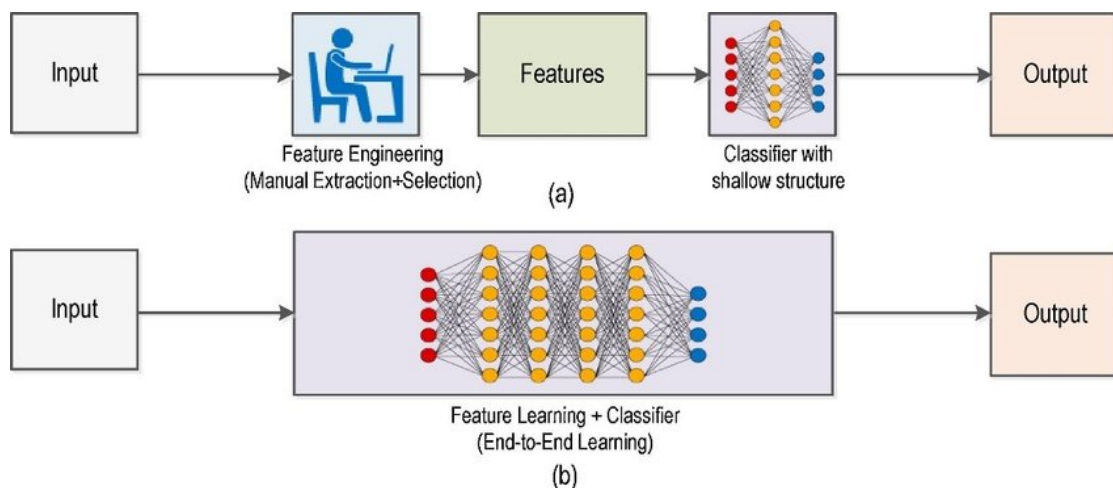 Input
Feature Engineering
(Manual Extraction+Selection)
Features
Classifier with
shallow structure
Output
(a)
Input
Feature Learning + Classifier
(End-to-End Learning)
Output
(b)